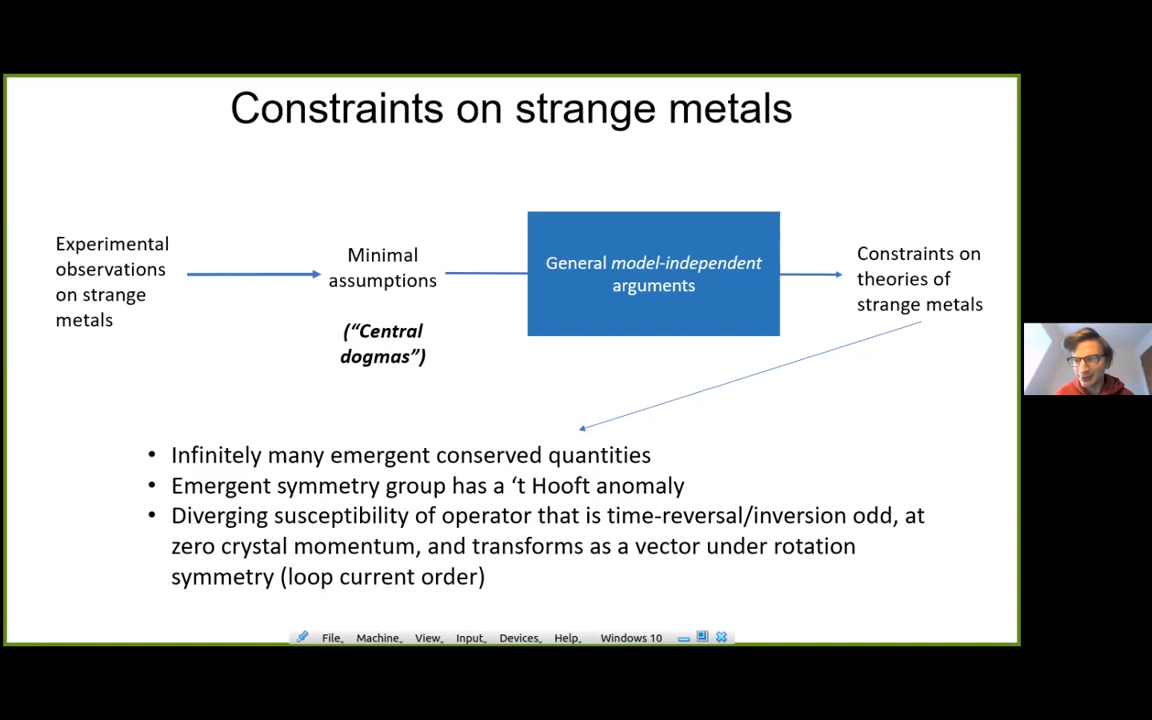 Constraints on strange metals
Experimental
observations
on strange
metals
Minimal
assumptions
(“Central
dogmas”)
General model-independent
arguments
Constraints on
theories of
strange metals
• Infinitely many emergent conserved quantities
• Emergent symmetry group has a ‘t Hooft anomaly
• Diverging susceptibility of operator that is time-reversal/inversion odd, at
zero crystal momentum, and transforms as a vector under rotation
symmetry (loop current order)
File Machine View Input Devices Help Windows 10